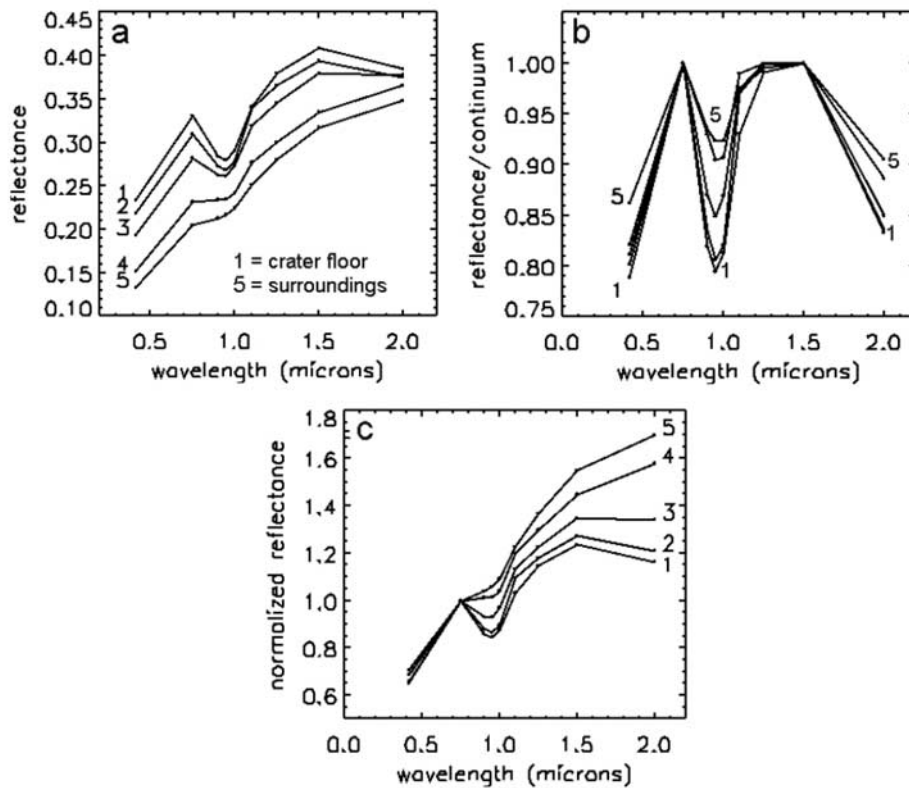 a
0.45
0.40
0.35
0.30
0.25
0.20
0.15
0.10
reflectance
1
2
3
4
5
1 = crater floor
5 = surroundings
0.5 1.0 1.5 2.0
wavelength (microns)
b
1.00
0.95
0.90
0.85
0.80
0.75
reflectance/continuum
5
5
5
1
1
1
0.0 0.5 1.0 1.5 2.0
wavelength (microns)
c
1.8
1.6
1.4
1.2
1.0
0.8
0.6
normalized reflectance
5
4
3
2
1
0.0 0.5 1.0 1.5 2.0
wavelength (microns)